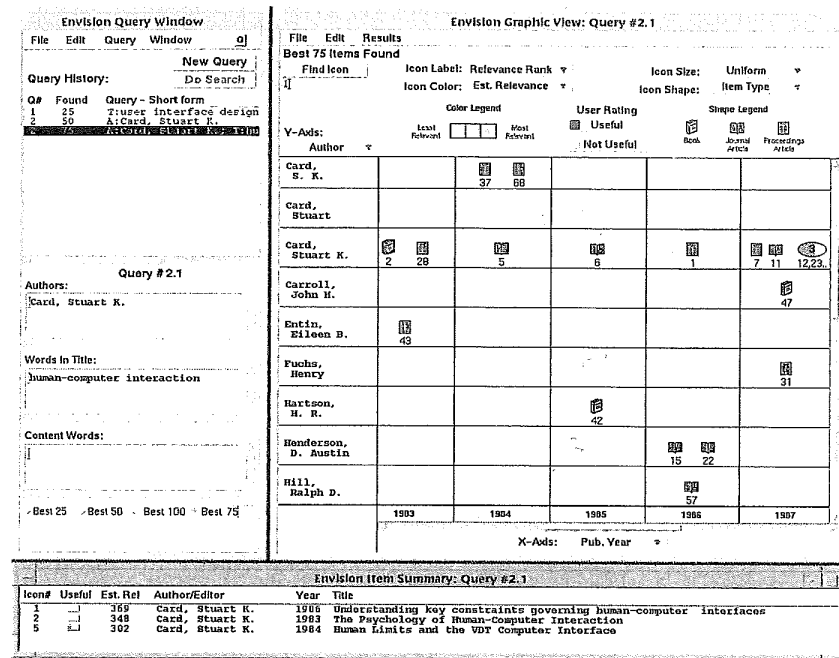 Envision Query Window
File Edit Query Window
New Query
Query History: Do Search
Q# Found Query - Short form
1 25 T:user interface design
2 50 A:Card, Stuart K.
Query #2.1
Authors:
Card, Stuart K.
Words in Title:
human-computer interaction
Content Words:
Best 25 Best 50 Best 100 Best 75
Envision Graphic View: Query #2.1
File Edit Results
Best 75 Items Found
Find Icon Icon Label: Relevance Rank Icon Size: Uniform
Icon Color: Est. Relevance Icon Shape: Item Type
Color Legend User Rating Shape Legend
Least Relevant Most Relevant Useful Book Journal Article Proceedings Article
Not Useful
Y-Axis:
Author
Card, S. K.
37 68
Card, Stuart
Card, Stuart K.
2 28 5 6 1 7 11 12,23..
Carroll, John H.
47
Entin, Eileen B.
43
Fuchs, Henry
31
Hartson, H. R.
42
Henderson, D. Austin
15 22
Hill, Ralph D.
57
1983 1984 1985 1986 1987
X-Axis: Pub. Year
Envision Item Summary: Query #2.1
Icon# Useful Est. Rel Author/Editor Year Title
1 369 Card, Stuart K. 1986 Understanding key constraints governing human-computer interfaces
2 348 Card, Stuart K. 1983 The Psychology of Human-Computer Interaction
5 302 Card, Stuart K. 1984 Human Limits and the VDT Computer Interface